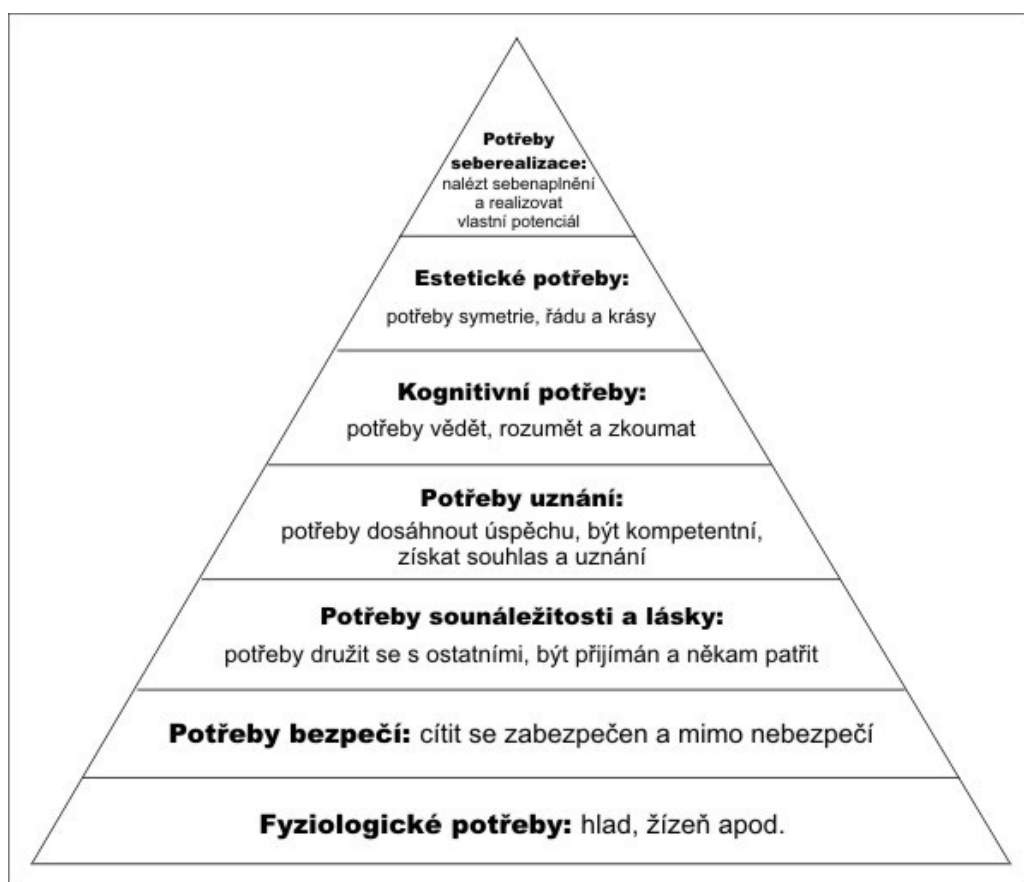 Potřeby
seberealizace:
nalézt sebenaplnění
a realizovat
vlastní potenciál
Estetické potřeby:
potřeby symetrie, řádu a krásy
Kognitivní potřeby:
potřeby vědět, rozumět a zkoumat
Potřeby uznání:
potřeby dosáhnout úspěchu, být kompetentní,
získat souhlas a uznání
Potřeby sounáležitosti a lásky:
potřeby družit se s ostatními, být přijímán a někam patřit
Potřeby bezpečí: cítit se zabezpečen a mimo nebezpečí
Fyziologické potřeby: hlad, žízeň apod.